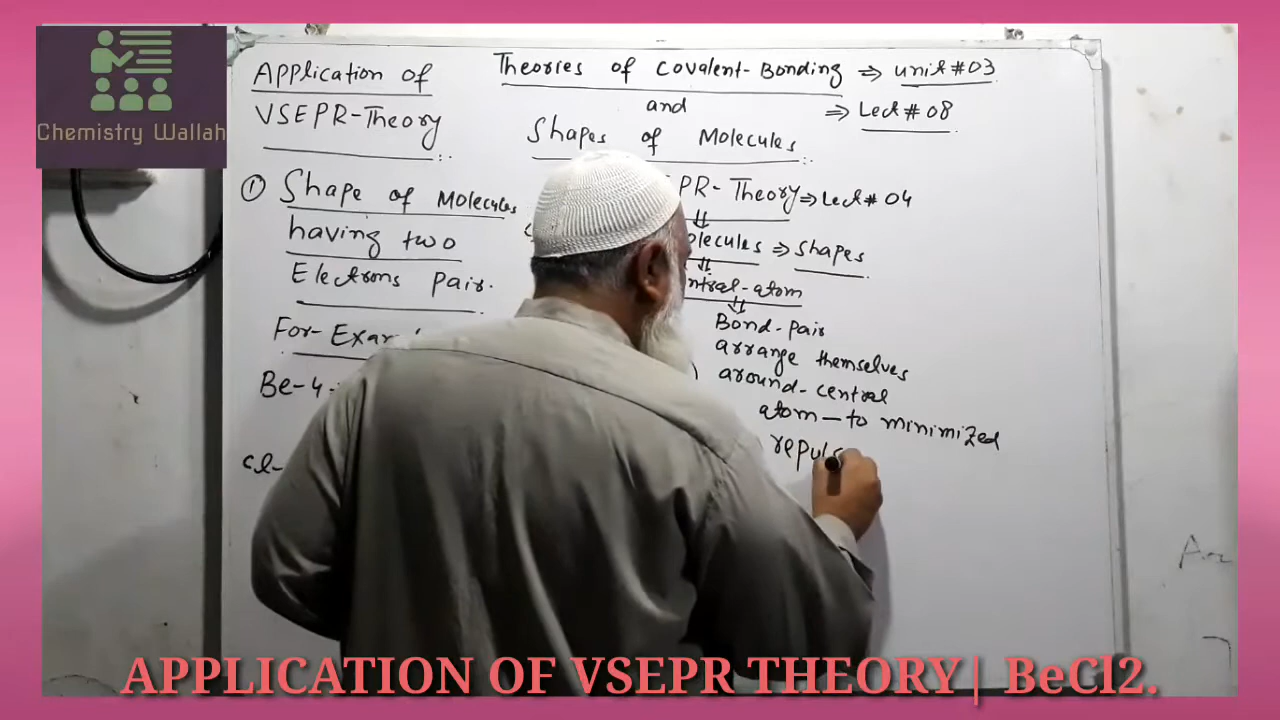 Chemistry Wallah
Application of
VSEPR-Theory
Theories of Covalent-Bonding ⇒ unit #03
and
⇒ Lect # 08
Shapes of Molecules
① Shape of Molecules
having two
Electrons pair.
For-Exam
Be-4
Cl-
PR-Theory ⇒ Lect# 04
olecules ⇒ shapes
ntral-atom
Bond-pair
arrange themselves
around-central
atom — to minimized
repuls
APPLICATION OF VSEPR THEORY| BeCl2.